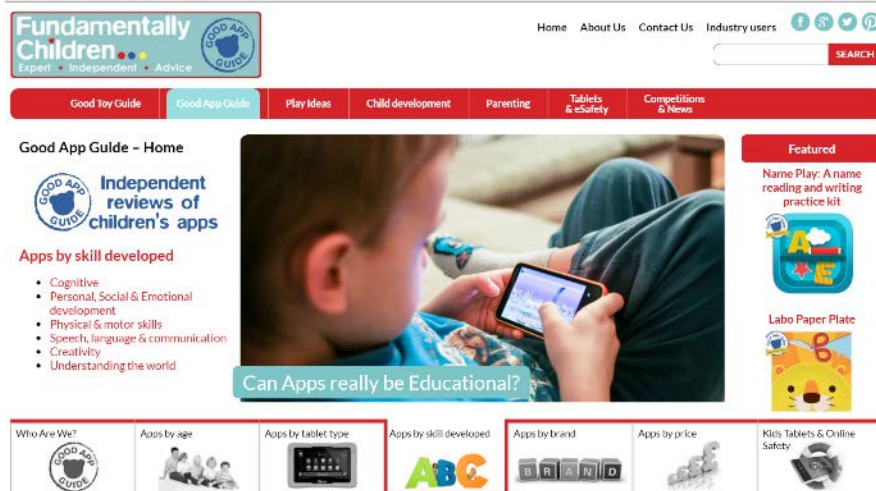 Fundamentally
Children
Expert • Independent • Advice
GOOD APP
GUIDE
Home About Us Contact Us Industry users
SEARCH
Good Toy Guide
Good App Guide
Play Ideas
Child development
Parenting
Tablets
& eSafety
Competitions
& News
Good App Guide – Home
GOOD APP
GUIDE
Independent
reviews of
children's apps
Apps by skill developed
• Cognitive
• Personal, Social & Emotional
development
• Physical & motor skills
• Speech, language & communication
• Creativity
• Understanding the world
Can Apps really be Educational?
Featured
Name Play: A name
reading and writing
practice kit
A
E
Labo Paper Plate
Who Are We?
GOOD APP
GUIDE
Apps by age
Apps by tablet type
Apps by skill developed
ABC
Apps by brand
BRAND
Apps by price
Kids Tablets & Online
Safety